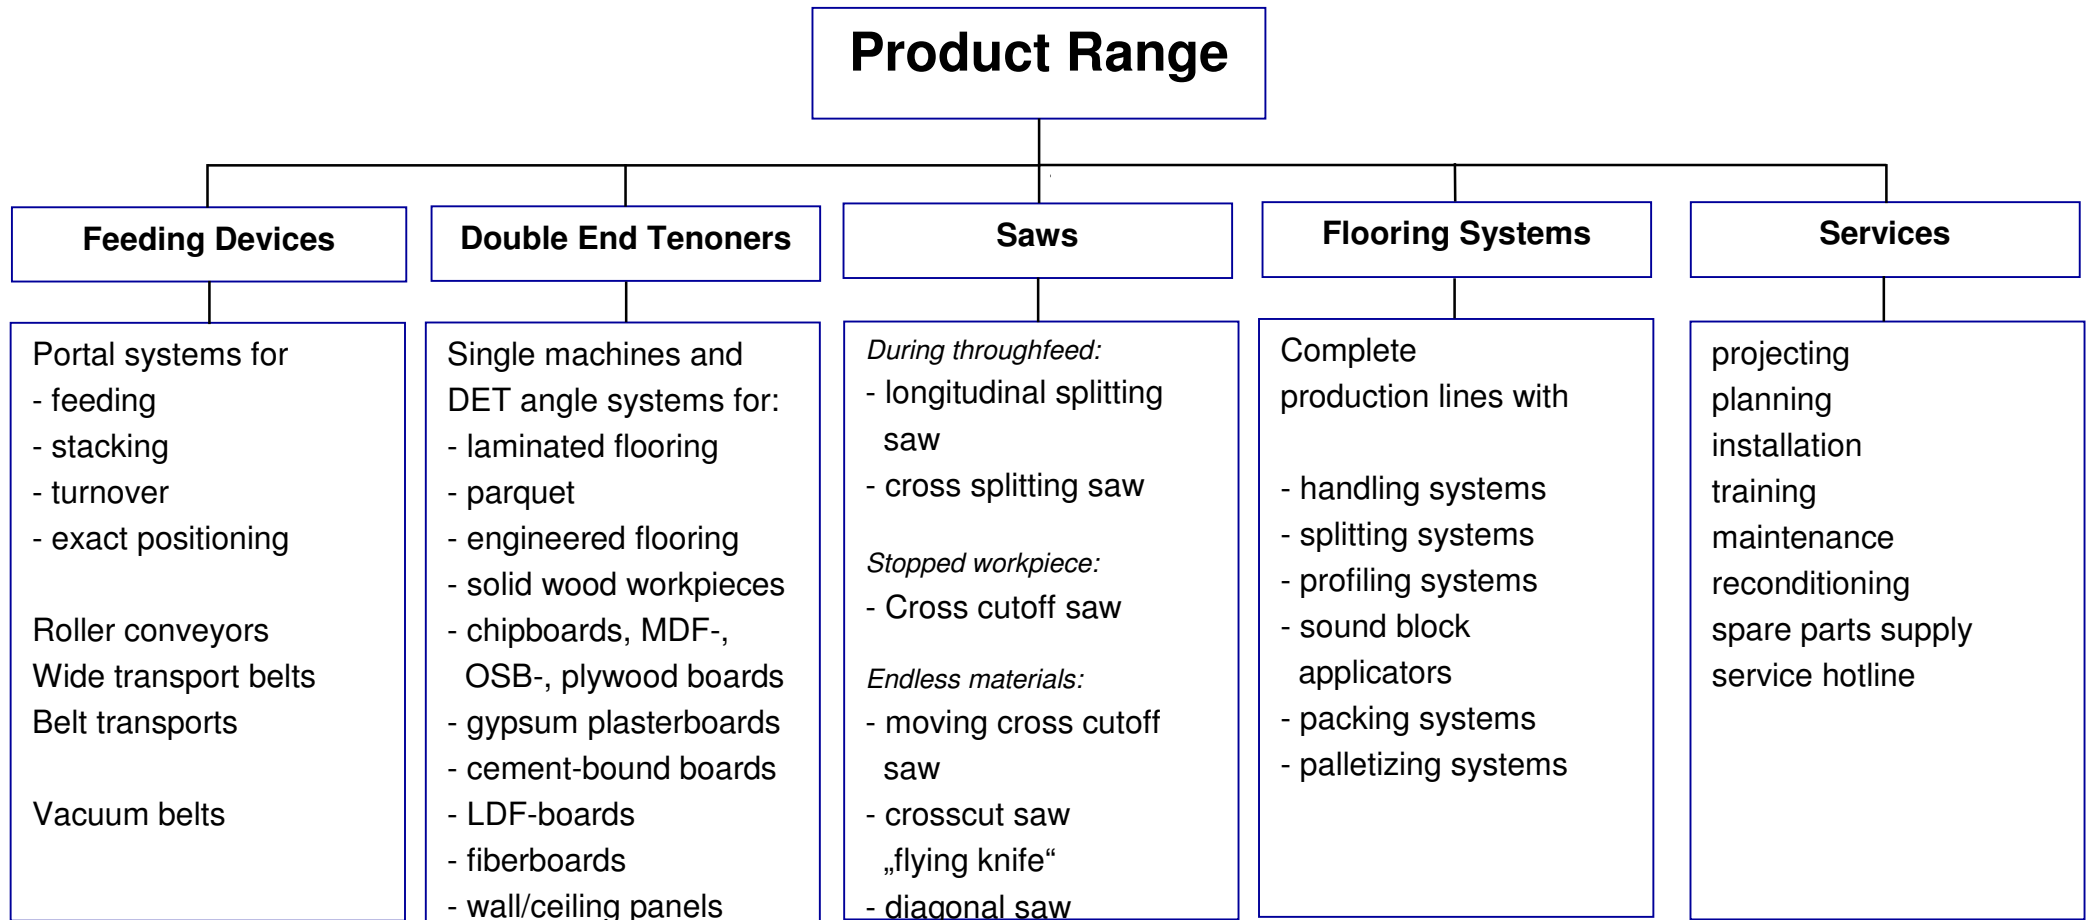 Product Range
Feeding Devices
Portal systems for
- feeding
- stacking
- turnover
- exact positioning
Roller conveyors
Wide transport belts
Belt transports
Vacuum belts
Double End Tenoners
Single machines and
DET angle systems for:
- laminated flooring
- parquet
- engineered flooring
- solid wood workpieces
- chipboards, MDF-,
OSB-, plywood boards
- gypsum plasterboards
- cement-bound boards
- LDF-boards
- fiberboards
- wall/ceiling panels
Saws
During throughfeed:
- longitudinal splitting
saw
- cross splitting saw
Stopped workpiece:
- Cross cutoff saw
Endless materials:
- moving cross cutoff
saw
- crosscut saw
„flying knife“
- diagonal saw
Flooring Systems
Complete
production lines with
- handling systems
- splitting systems
- profiling systems
- sound block
applicators
- packing systems
- palletizing systems
Services
projecting
planning
installation
training
maintenance
reconditioning
spare parts supply
service hotline